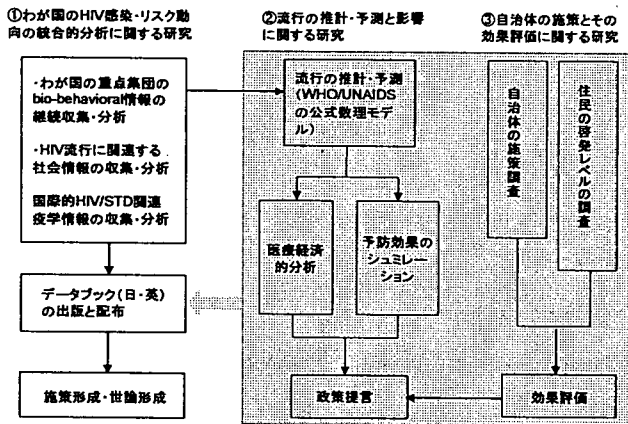 ①わが国のHIV感染・リスク動
向の統合的分析に関する研究
・わが国の重点集団の
bio-behavioral情報の
継続収集・分析
・HIV流行に関連する
社会情報の収集・分析
国際的HIV/STD関連
疫学情報の収集・分析
データブック(日・英)
の出版と配布
施策形成・世論形成
②流行の推計・予測と影響
に関する研究
流行の推計・予測
(WHO/UNAIDS
の公式数理モデ
ル)
医療経済
的分析
予防効果の
シュミレー
ション
政策提言
③自治体の施策とその
効果評価に関する研究
自治体の施策調査
住民の啓発レベルの調査
効果評価